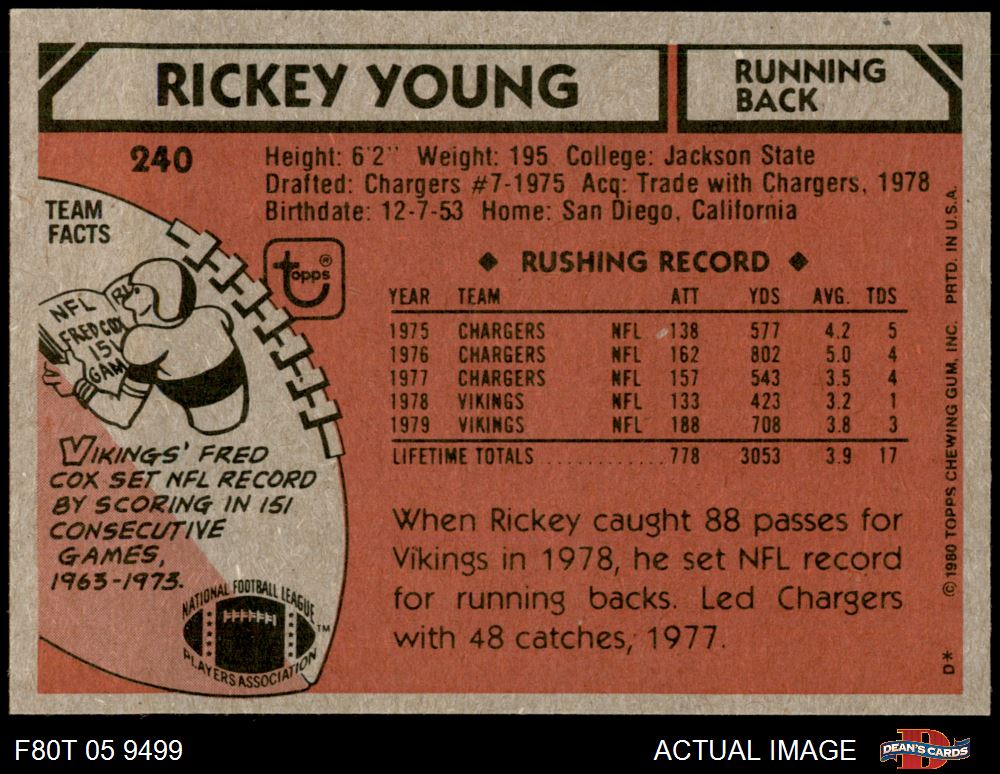 RICKEY YOUNG
RUNNING
BACK
240
Height: 6'2" Weight: 195 College: Jackson State
Drafted: Chargers #7-1975 Acq: Trade with Chargers, 1978
Birthdate: 12-7-53 Home: San Diego, California
TEAM
FACTS
NFL
FRED COX
151
GAM
topps®
◆ RUSHING RECORD ◆
YEAR TEAM ATT YDS AVG. TDS
1975 CHARGERS NFL 138 577 4.2 5
1976 CHARGERS NFL 162 802 5.0 4
1977 CHARGERS NFL 157 543 3.5 4
1978 VIKINGS NFL 133 423 3.2 1
1979 VIKINGS NFL 188 708 3.8 3
LIFETIME TOTALS ............ 778 3053 3.9 17
VIKINGS' FRED
COX SET NFL RECORD
BY SCORING IN 151
CONSECUTIVE
GAMES,
1963-1973.
NATIONAL FOOTBALL LEAGUE
PLAYERS ASSOCIATION
TM
When Rickey caught 88 passes for
Vikings in 1978, he set NFL record
for running backs. Led Chargers
with 48 catches, 1977.
D* © 1980 TOPPS CHEWING GUM, INC. PRTD. IN U.S.A.
F80T 05 9499
ACTUAL IMAGE
DEAN'S CARDS